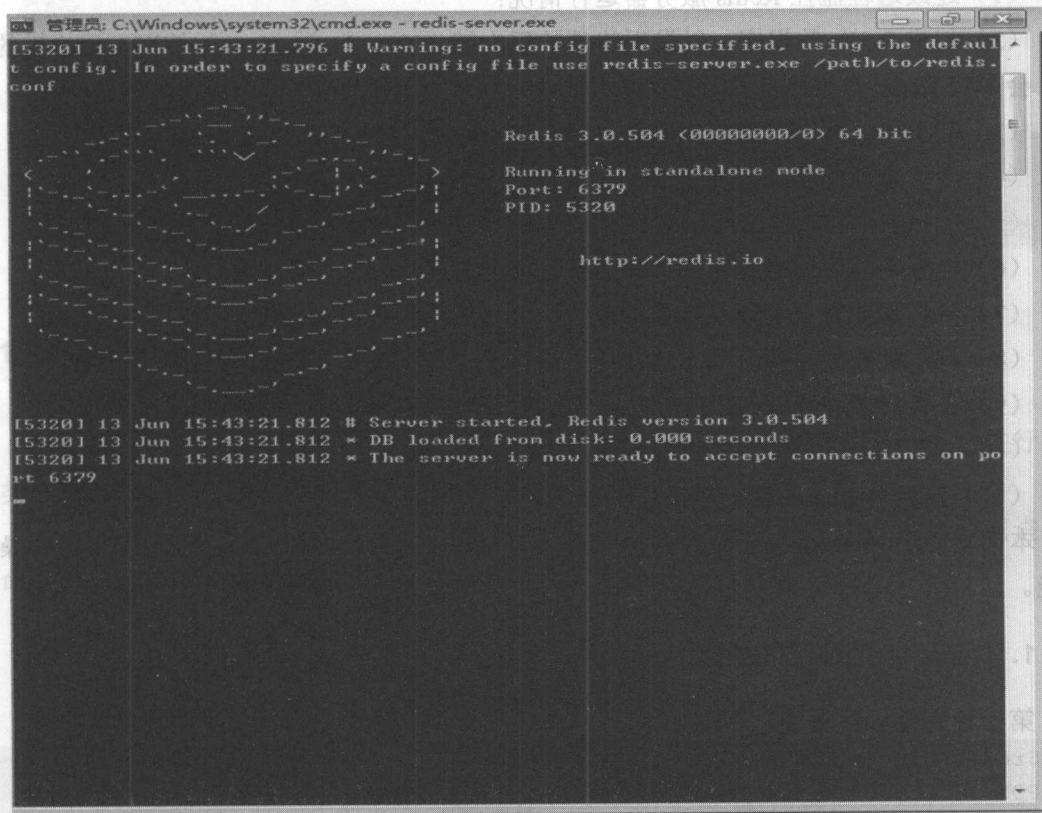 管理员: C:\Windows\system32\cmd.exe - redis-server.exe
[5320] 13 Jun 15:43:21.796 # Warning: no config file specified, using the defaul
t config. In order to specify a config file use redis-server.exe /path/to/redis.
conf
Redis 3.0.504 (00000000/0) 64 bit
Running in standalone mode
Port: 6379
PID: 5320
http://redis.io
[5320] 13 Jun 15:43:21.812 # Server started, Redis version 3.0.504
[5320] 13 Jun 15:43:21.812 * DB loaded from disk: 0.000 seconds
[5320] 13 Jun 15:43:21.812 * The server is now ready to accept connections on po
rt 6379